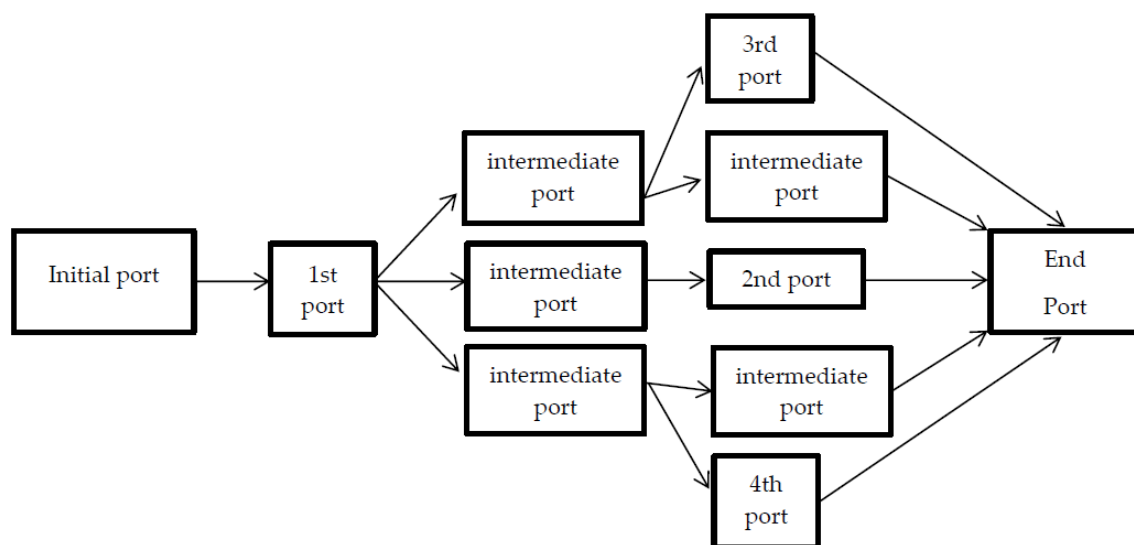 3rd
port
intermediate
port
intermediate
port
Initial port
1st
port
intermediate
port
2nd port
End
Port
intermediate
port
intermediate
port
4th
port